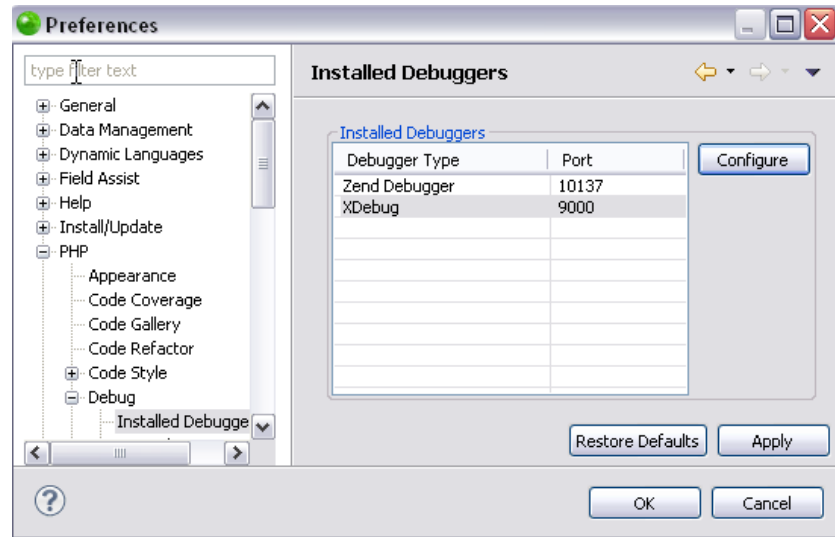 Preferences
type filter text
General
Data Management
Dynamic Languages
Field Assist
Help
Install/Update
PHP
Appearance
Code Coverage
Code Gallery
Code Refactor
Code Style
Debug
Installed Debugge
Installed Debuggers
Installed Debuggers
Debugger Type Port
Zend Debugger 10137
XDebug 9000
Configure
Restore Defaults Apply
? OK Cancel